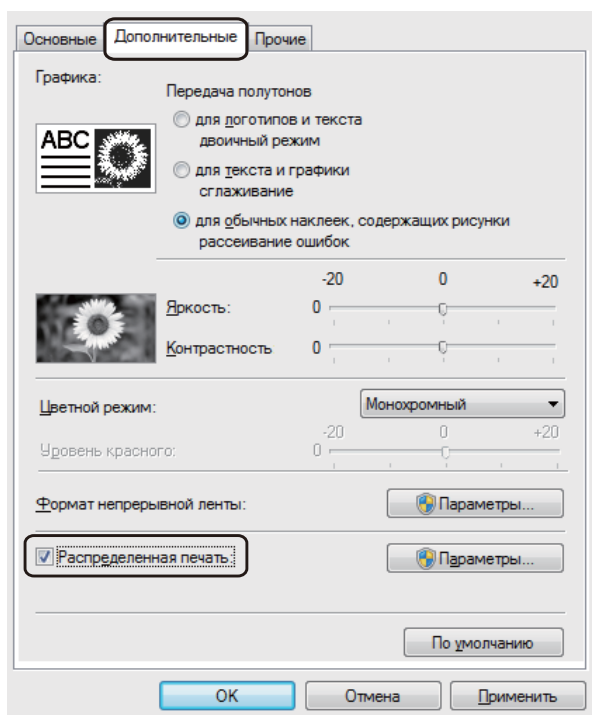 Основные Дополнительные Прочие
Графика:
Передача полутонов
ABC
для логотипов и текста
двоичный режим
для текста и графики
сглаживание
для обычных наклеек, содержащих рисунки
рассеивание ошибок
-20 0 +20
Яркость: 0
Контрастность 0
Цветной режим: Монохромный
-20 0 +20
Уровень красного: 0
Формат непрерывной ленты: Параметры...
Распределенная печать: Параметры...
По умолчанию
OK Отмена Применить